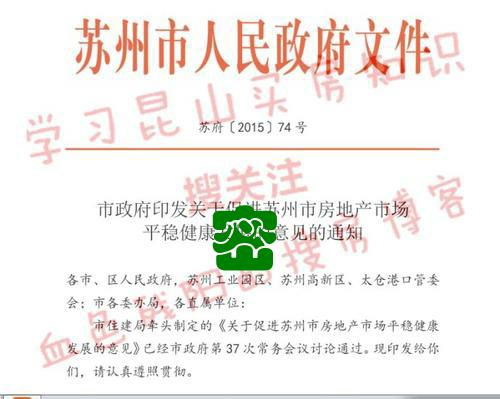 苏州市人民政府文件
学习昆山买房知识
苏府〔2015〕74号
搜关注
市政府印发关于促进苏州市房地产市场
平稳健康 意见的通知
各市、区人民政府，苏州工业园区、苏州高新区、太仓港口管委
会；市各委办局，各直属单位：
市住建局牵头制定的《关于促进苏州市房地产市场平稳健康
发展的意见》已经市政府第37次常务会议讨论通过。现印发给你
们，请认真遵照贯彻。
血色 阳 搜房博客